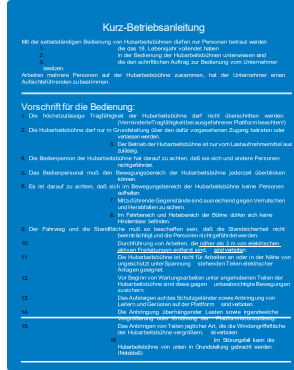 Kurz-Betriebsanleitung
Mit der selbstständigen Bedienung von Hubarbeitsbühnen dürfen nur Personen betraut werden
1. die das 18. Lebensjahr vollendet haben
2. in der Bedienung der Hubarbeitsbühnen unterwiesen sind
3. die den schriftlichen Auftrag zur Bedienung vom Unternehmer
besitzen.
Arbeiten mehrere Personen auf der Hubarbeitsbühne zusammen, hat der Unternehmer einen
Aufsichtsführenden zu bestimmen.
Vorschrift für die Bedienung:
1. Die höchstzulässige Tragfähigkeit der Hubarbeitsbühne darf nicht überschritten werden.
(Verminderte Tragfähigkeit bei ausgefahrener Plattform beachten!)
2. Die Hubarbeitsbühne darf nur in Grundstellung über den dafür vorgesehenen Zugang betreten oder
verlassen werden.
3. Der Betrieb der Hubarbeitsbühne ist nur vom Lastaufnahmemittel aus
zulässig.
4. Die Bedienperson der Hubarbeitsbühne hat darauf zu achten, daß sie sich und andere Personen
nicht gefährdet.
5. Das Bedienpersonal muß den Bewegungsbereich der Hubarbeitsbühne jederzeit überblicken
können.
6. Es ist darauf zu achten, daß sich im Bewegungsbereich der Hubarbeitsbühne keine Personen
aufhalten.
7. Mitzuführende Gegenstände sind ausreichend gegen Verrutschen
und Herabfallen zu sichern.
8. Im Fahrbereich und Hebebereich der Bühne dürfen sich keine
Hindernisse befinden.
9. Der Fahrweg und die Standfläche muß so beschaffen sein, daß die Standsicherheit nicht
beeinträchtigt und die Personen nicht gefährdet werden.
10. Durchführung von Arbeiten, die näher als 3 m von elektrischen,
aktiven Freileitungen entfernt sind, sind verboten.
11. Die Hubarbeitsbühne ist nicht für Arbeiten an oder in der Nähe von
ungeschützt unter Spannung stehenden Teilen elektrischer
Anlagen geeignet.
12. Vor Beginn von Wartungsarbeiten unter angehobenen Teilen der
Hubarbeitsbühne sind diese gegen unbeabsichtigte Bewegungen
zu sichern.
13. Das Aufsteigen auf das Schutzgeländer sowie Anbringung von
Leitern und Gerüsten auf der Plattform sind verboten.
14. Die Anbringung überhängender Lasten sowie irgendwelche
Vergrößerung oder Erhöhung der
15. Das Anbringen von Teilen jeglicher Art, die die Windangriffsfläche
der Hubarbeitsbühne vergrößern, ist verboten.
16. Im Störungsfall kann die
Hubarbeitsbühne von unten in Grundstellung gebracht werden.
(Notablaß)